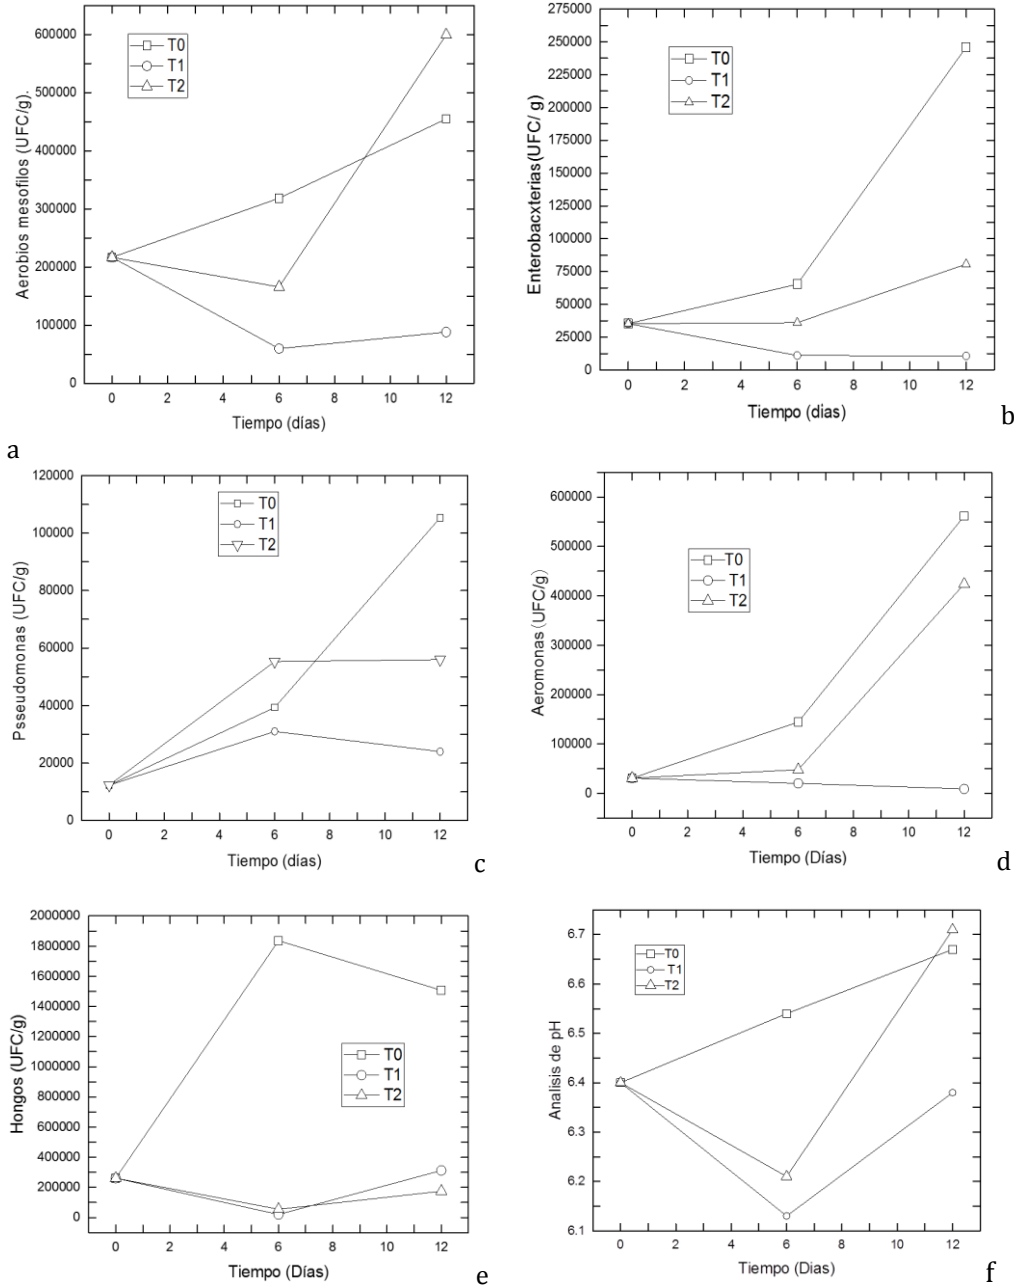 600000
500000
400000
300000
200000
100000
0
0 2 4 6 8 10 12
Aerobios mesofilos (UFC/g).
Tiempo (días)
T0
T1
T2
a
275000
250000
225000
200000
175000
150000
125000
100000
75000
50000
25000
0
0 2 4 6 8 10 12
Enterobacxterias(UFC/ g)
Tiempo (dias)
T0
T1
T2
b
120000
100000
80000
60000
40000
20000
0
0 2 4 6 8 10 12
Psseudomonas (UFC/g)
Tiempo (días)
T0
T1
T2
c
600000
500000
400000
300000
200000
100000
0
0 2 4 6 8 10 12
Aeromonas (UFC/g)
Tiempo (Días)
T0
T1
T2
d
2000000
1800000
1600000
1400000
1200000
1000000
800000
600000
400000
200000
0
0 2 4 6 8 10 12
Hongos (UFC/g)
Tiempo (Días)
T0
T1
T2
e
6.7
6.6
6.5
6.4
6.3
6.2
6.1
0 2 4 6 8 10 12
Analisis de pH
Tiempo (Dias)
T0
T1
T2
f